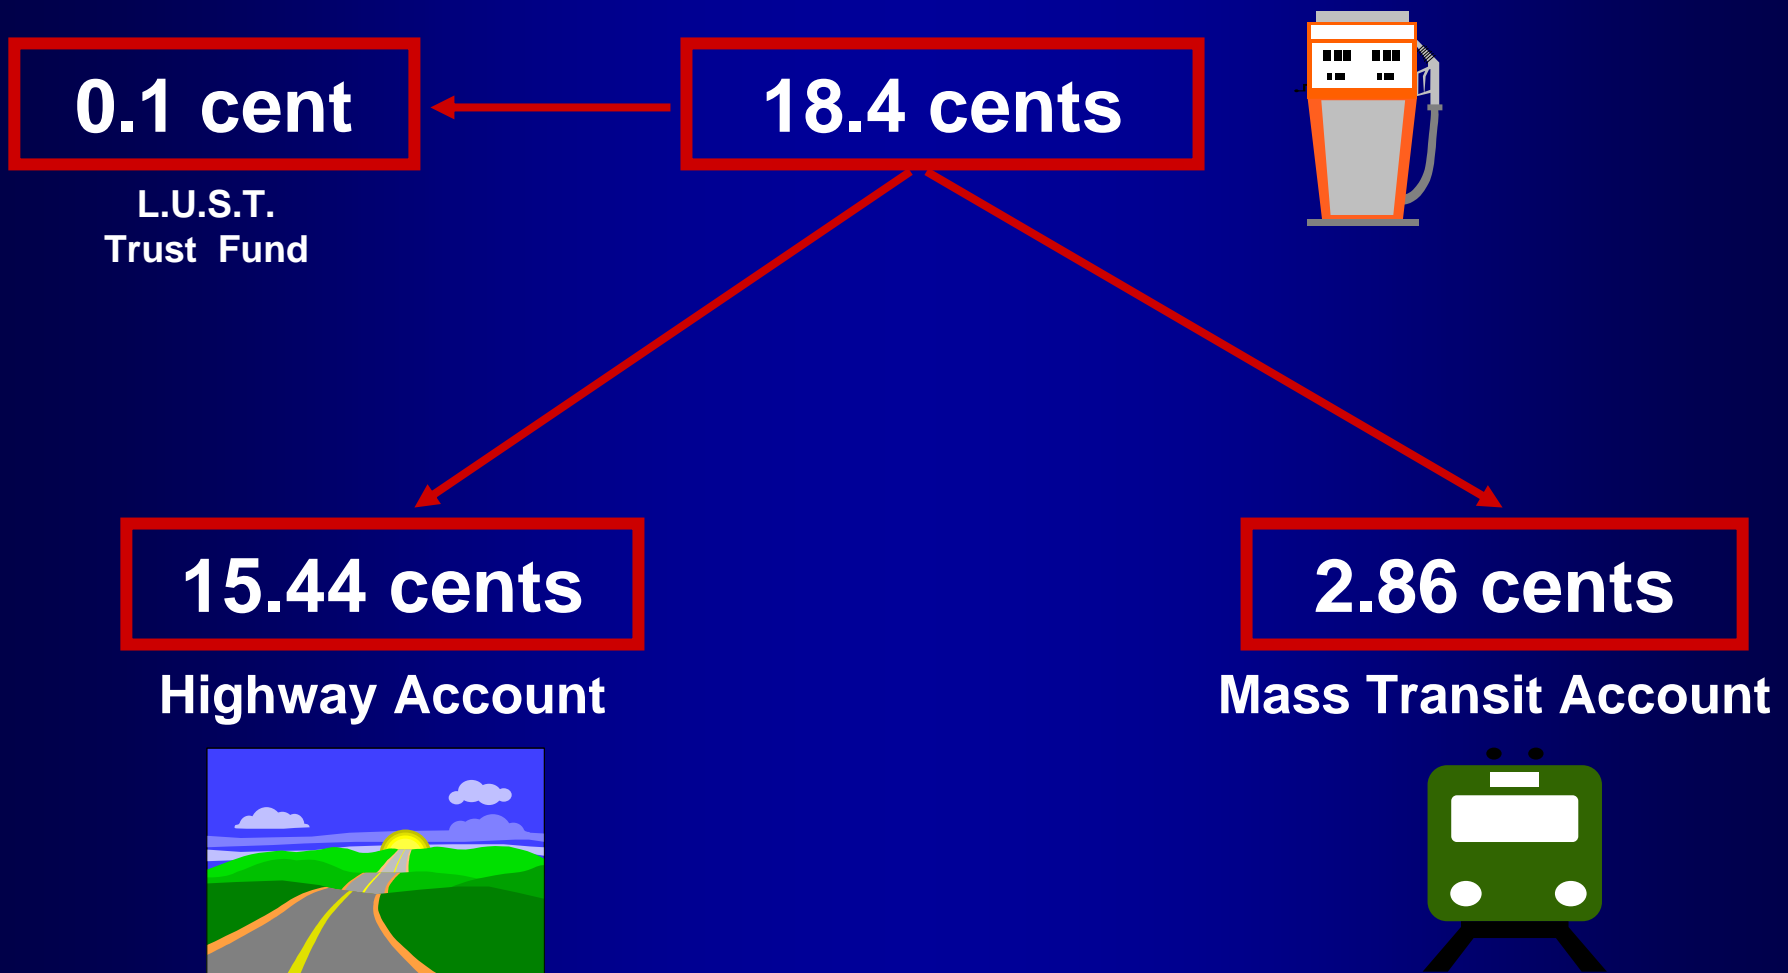 0.1 cent
18.4 cents
L.U.S.T.
Trust Fund
15.44 cents
2.86 cents
Highway Account
Mass Transit Account